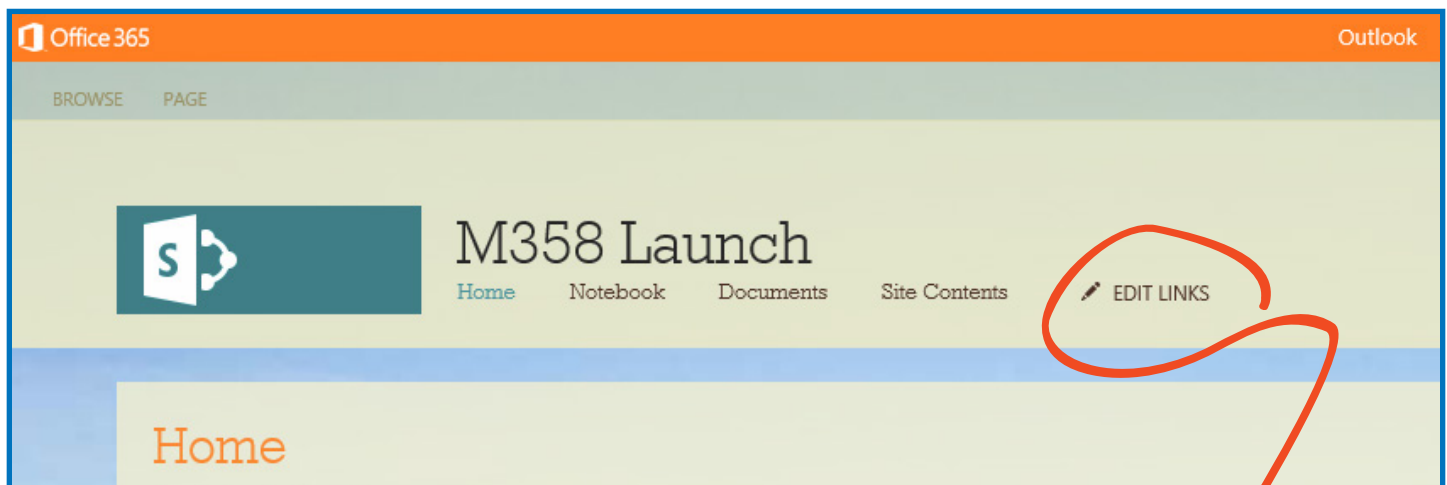 Office 365 Outlook
BROWSE PAGE
S
M358 Launch
Home Notebook Documents Site Contents EDIT LINKS
Home